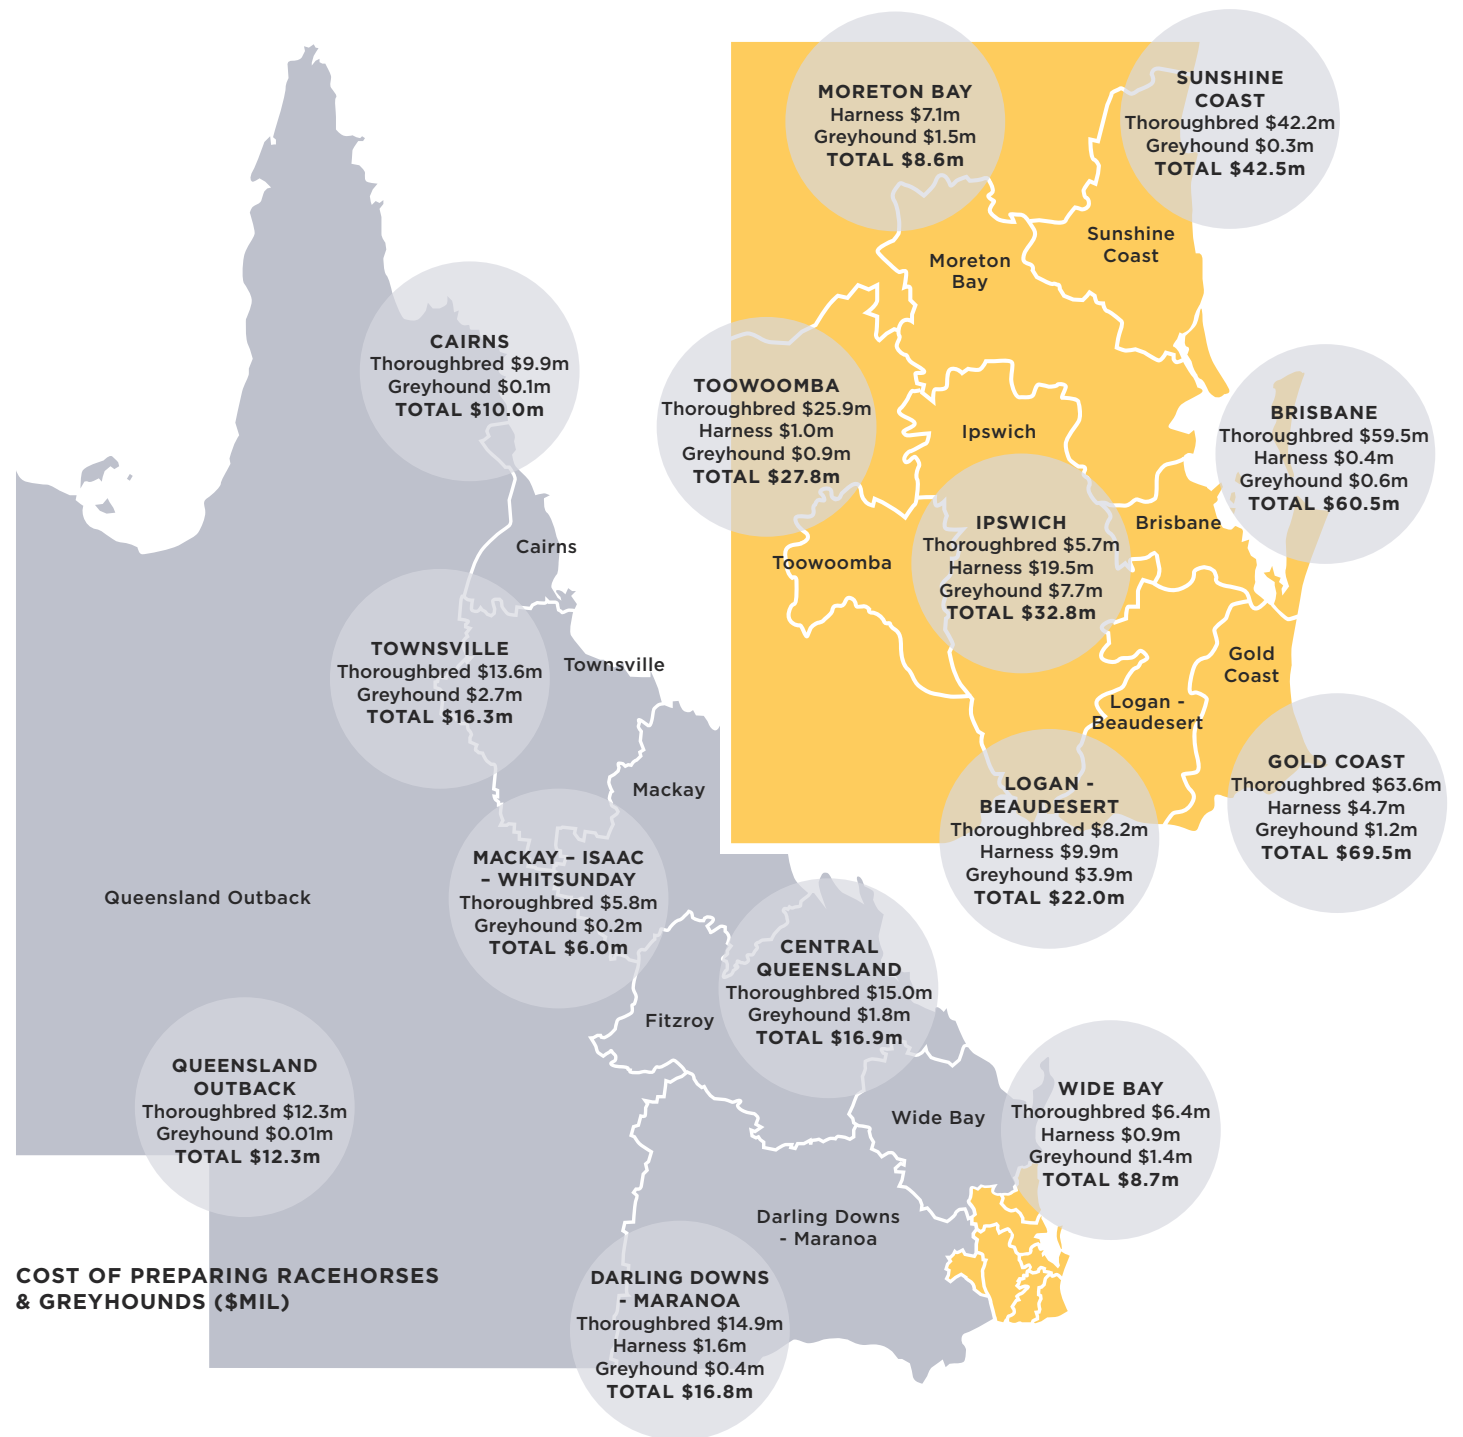 MORETON BAY
Harness $7.1m
Greyhound $1.5m
TOTAL $8.6m
SUNSHINE
COAST
Thoroughbred $42.2m
Greyhound $0.3m
TOTAL $42.5m
Sunshine
Coast
Moreton
Bay
CAIRNS
Thoroughbred $9.9m
Greyhound $0.1m
TOTAL $10.0m
TOOWOOMBA
Thoroughbred $25.9m
Harness $1.0m
Greyhound $0.9m
TOTAL $27.8m
Ipswich
BRISBANE
Thoroughbred $59.5m
Harness $0.4m
Greyhound $0.6m
TOTAL $60.5m
IPSWICH
Thoroughbred $5.7m
Harness $19.5m
Greyhound $7.7m
TOTAL $32.8m
Brisbane
Cairns
Toowoomba
TOWNSVILLE
Thoroughbred $13.6m
Greyhound $2.7m
TOTAL $16.3m
Townsville
Gold
Coast
Logan -
Beaudesert
GOLD COAST
Thoroughbred $63.6m
Harness $4.7m
Greyhound $1.2m
TOTAL $69.5m
LOGAN -
BEAUDESERT
Thoroughbred $8.2m
Harness $9.9m
Greyhound $3.9m
TOTAL $22.0m
Mackay
MACKAY – ISAAC
– WHITSUNDAY
Thoroughbred $5.8m
Greyhound $0.2m
TOTAL $6.0m
Queensland Outback
CENTRAL
QUEENSLAND
Thoroughbred $15.0m
Greyhound $1.8m
TOTAL $16.9m
Fitzroy
QUEENSLAND
OUTBACK
Thoroughbred $12.3m
Greyhound $0.01m
TOTAL $12.3m
Wide Bay
WIDE BAY
Thoroughbred $6.4m
Harness $0.9m
Greyhound $1.4m
TOTAL $8.7m
Darling Downs
- Maranoa
DARLING DOWNS
- MARANOA
Thoroughbred $14.9m
Harness $1.6m
Greyhound $0.4m
TOTAL $16.8m
COST OF PREPARING RACEHORSES
& GREYHOUNDS ($MIL)